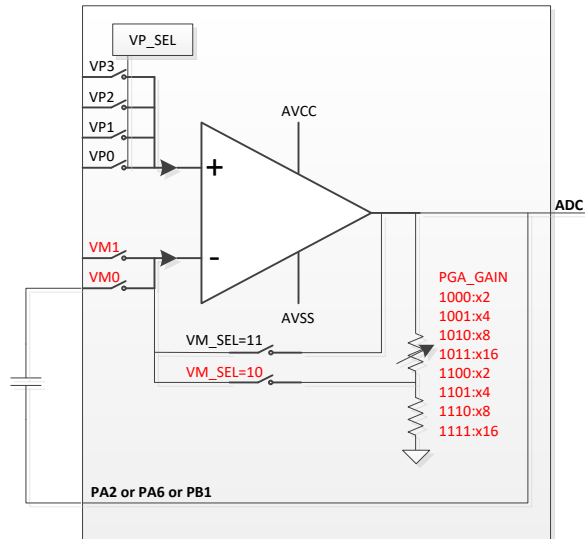 VP_SEL
VP3
VP2
VP1
VP0
AVCC
+
ADC
VM1
-
VM0
PGA_GAIN
1000:x2
1001:x4
1010:x8
1011:x16
1100:x2
1101:x4
1110:x8
1111:x16
AVSS
VM_SEL=11
VM_SEL=10
PA2 or PA6 or PB1